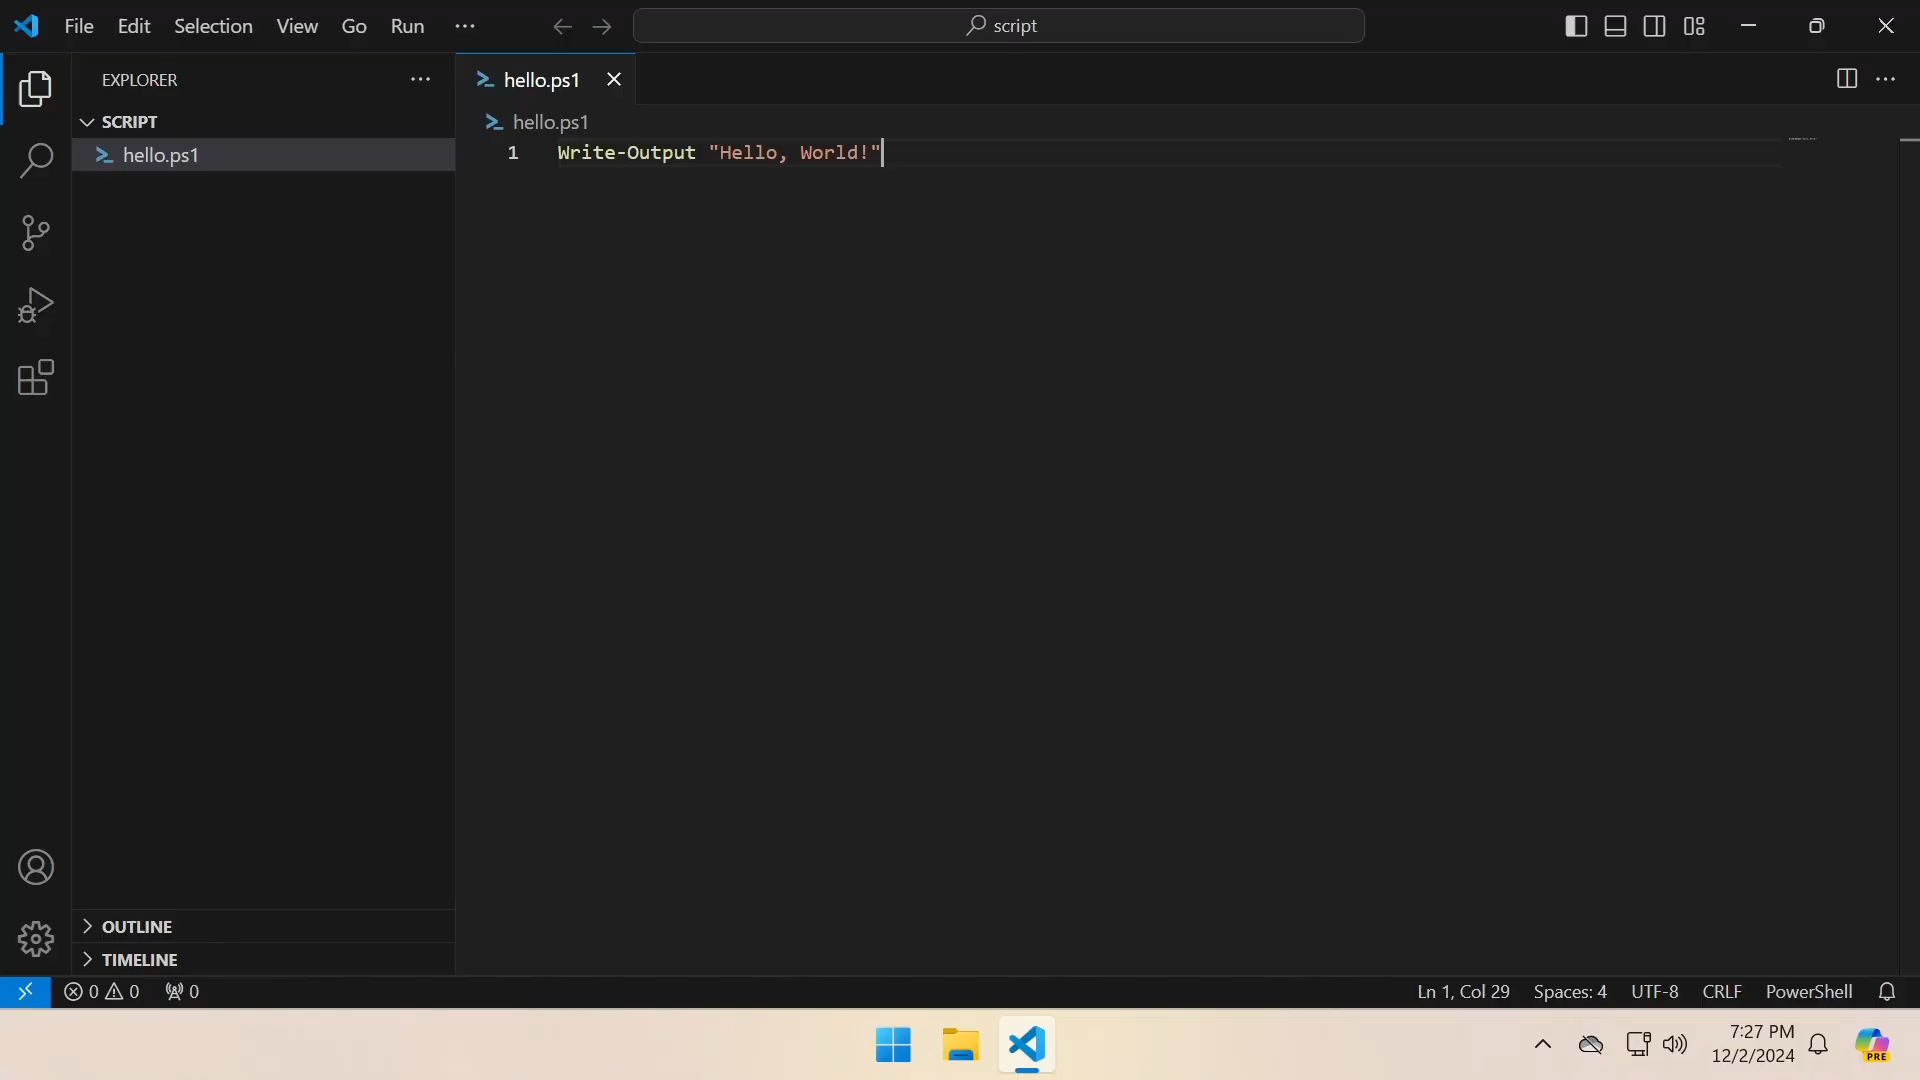 File Edit Selection View Go Run
script
EXPLORER
hello.ps1
SCRIPT
hello.ps1
hello.ps1
1 Write-Output "Hello, World!"
OUTLINE
TIMELINE
0 0 0
Ln 1, Col 29 Spaces: 4 UTF-8 CRLF PowerShell
7:27 PM
12/2/2024
PRE